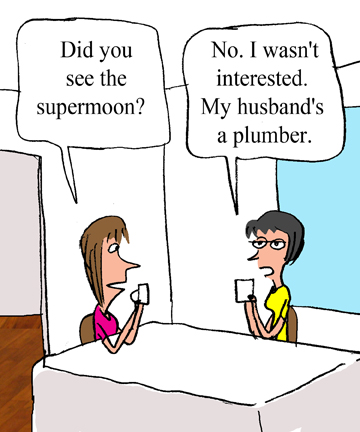 Did you
see the
supermoon?
No. I wasn't
interested.
My husband's
a plumber.